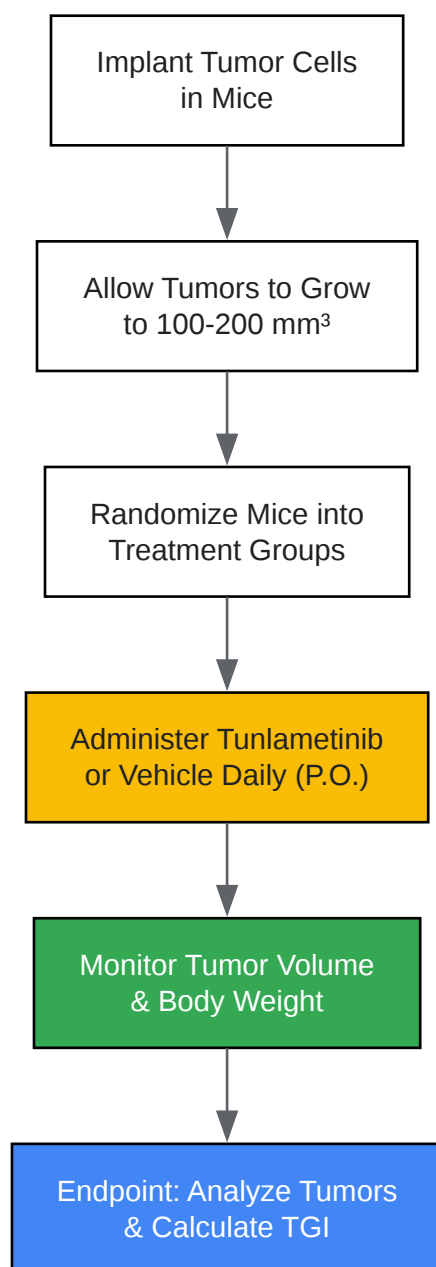 Implant Tumor Cells
in Mice
Allow Tumors to Grow
to 100-200 mm³
Randomize Mice into
Treatment Groups
Administer Tunlametinib
or Vehicle Daily (P.O.)
Monitor Tumor Volume
& Body Weight
Endpoint: Analyze Tumors
& Calculate TGI